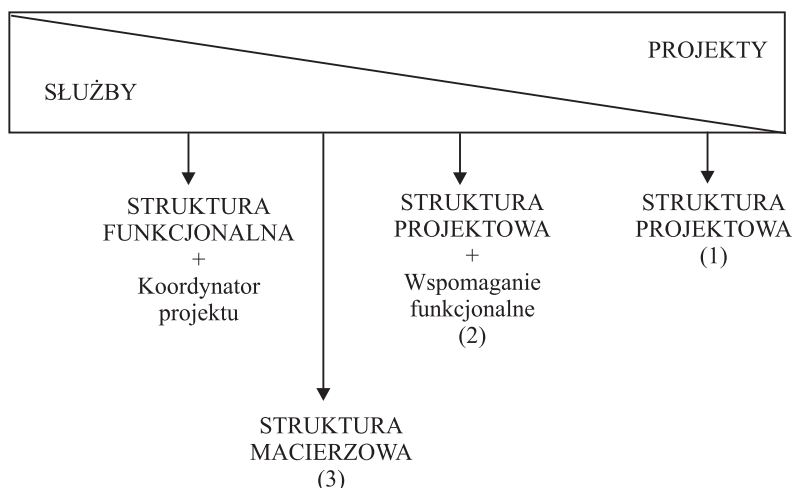 PROJEKTY
SŁUŻBY
STRUKTURA
FUNKCJONALNA
+
Koordynator
projektu
STRUKTURA
MACIERZOWA
(3)
STRUKTURA
PROJEKTOWA
+
Wspomaganie
funkcjonalne
(2)
STRUKTURA
PROJEKTOWA
(1)